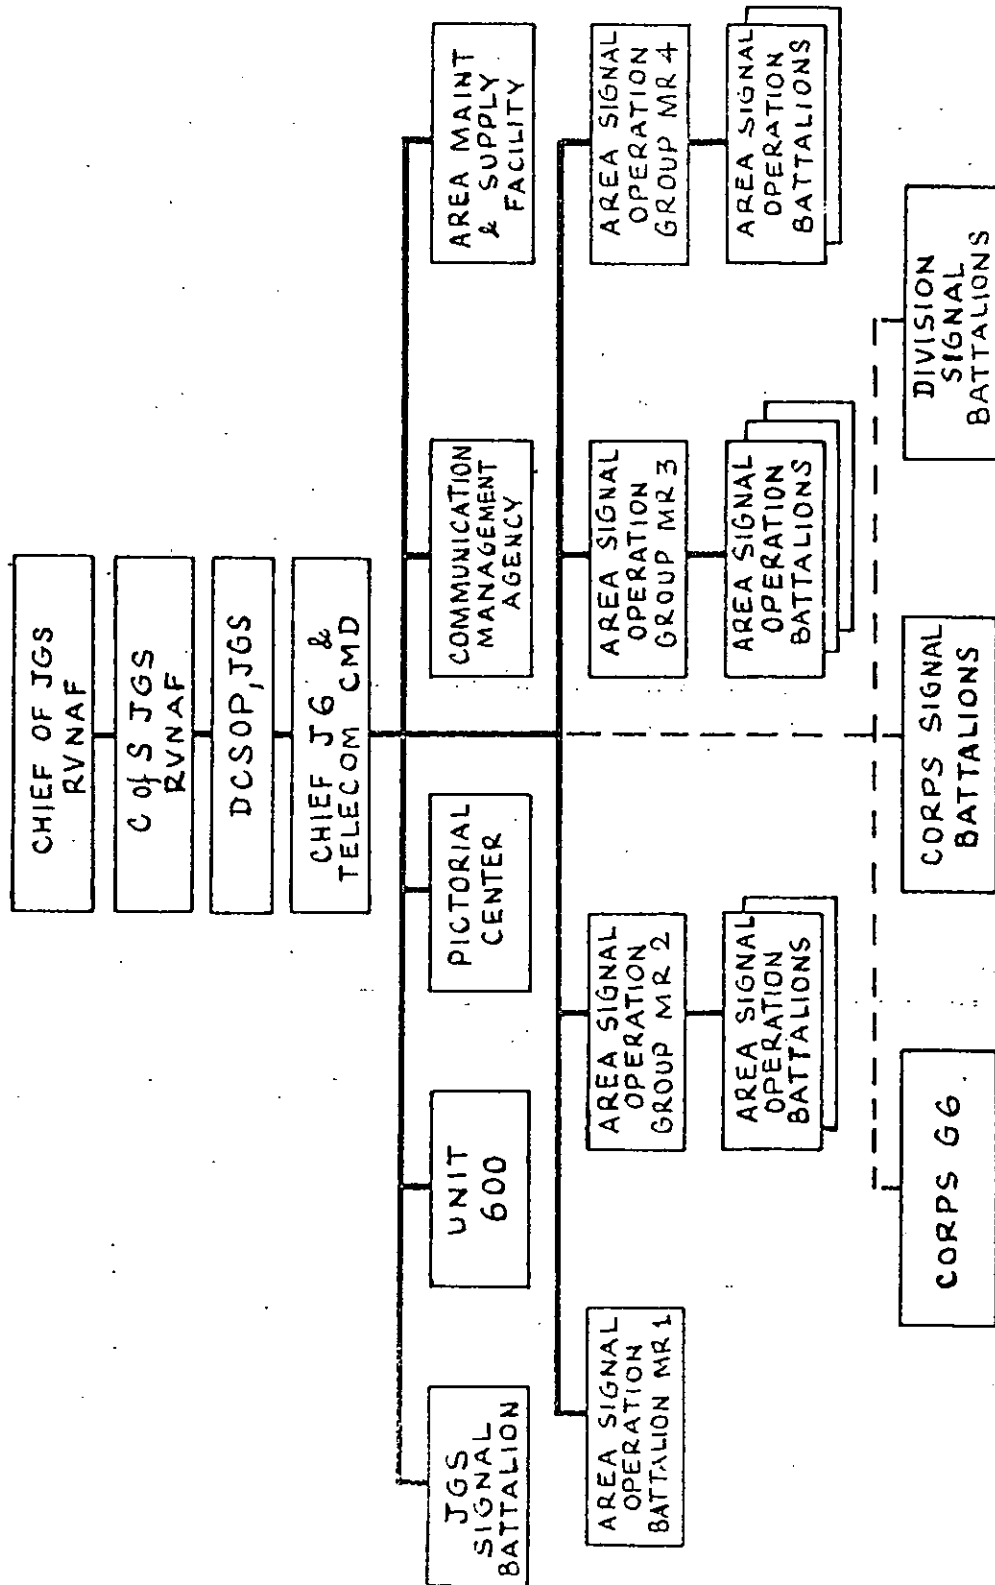 CHIEF OF JGS
RVNAF
C of S JGS
RVNAF
DCSOP, JGS
CHIEF JG &
TELECOM CMD
JGS
SIGNAL
BATTALION
UNIT
600
PICTORIAL
CENTER
COMMUNICATION
MANAGEMENT
AGENCY
AREA MAINT
& SUPPLY
FACILITY
AREA SIGNAL
OPERATION
BATTALION MR1
AREA SIGNAL
OPERATION
GROUP MR 2
AREA SIGNAL
OPERATION
GROUP MR 3
AREA SIGNAL
OPERATION
GROUP MR 4
AREA SIGNAL
OPERATION
BATTALIONS
AREA SIGNAL
OPERATION
BATTALIONS
AREA SIGNAL
OPERATION
BATTALIONS
CORPS G6
CORPS SIGNAL
BATTALIONS
DIVISION
SIGNAL
BATTALIONS